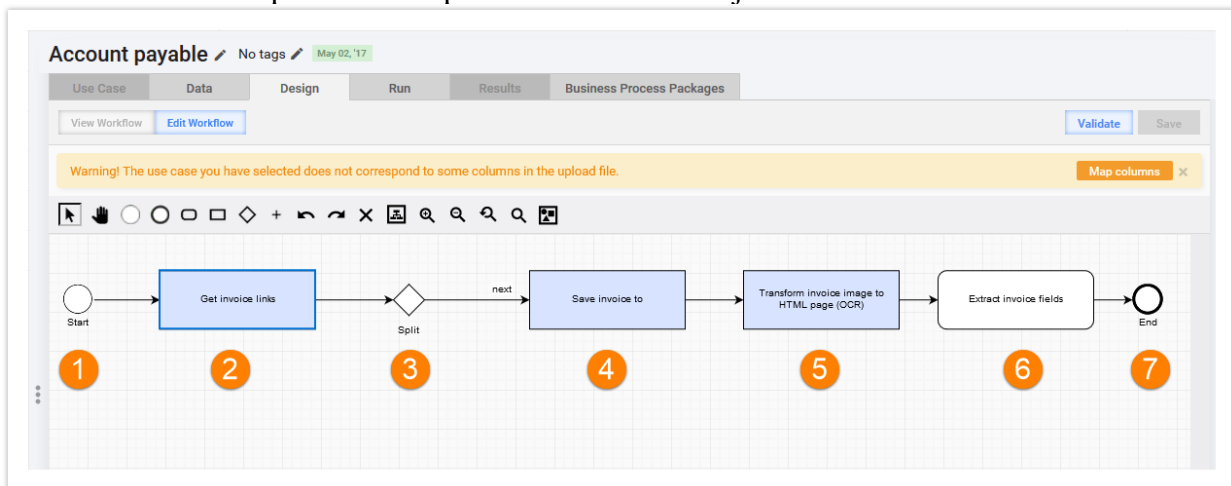 Account payable No tags May 02, '17
Use Case Data Design Run Results Business Process Packages
View Workflow Edit Workflow Validate Save
Warning! The use case you have selected does not correspond to some columns in the upload file. Map columns ×
Start
Get invoice links
Split
next
Save invoice to
Transform invoice image to
HTML page (OCR)
Extract invoice fields
End
1 2 3 4 5 6 7